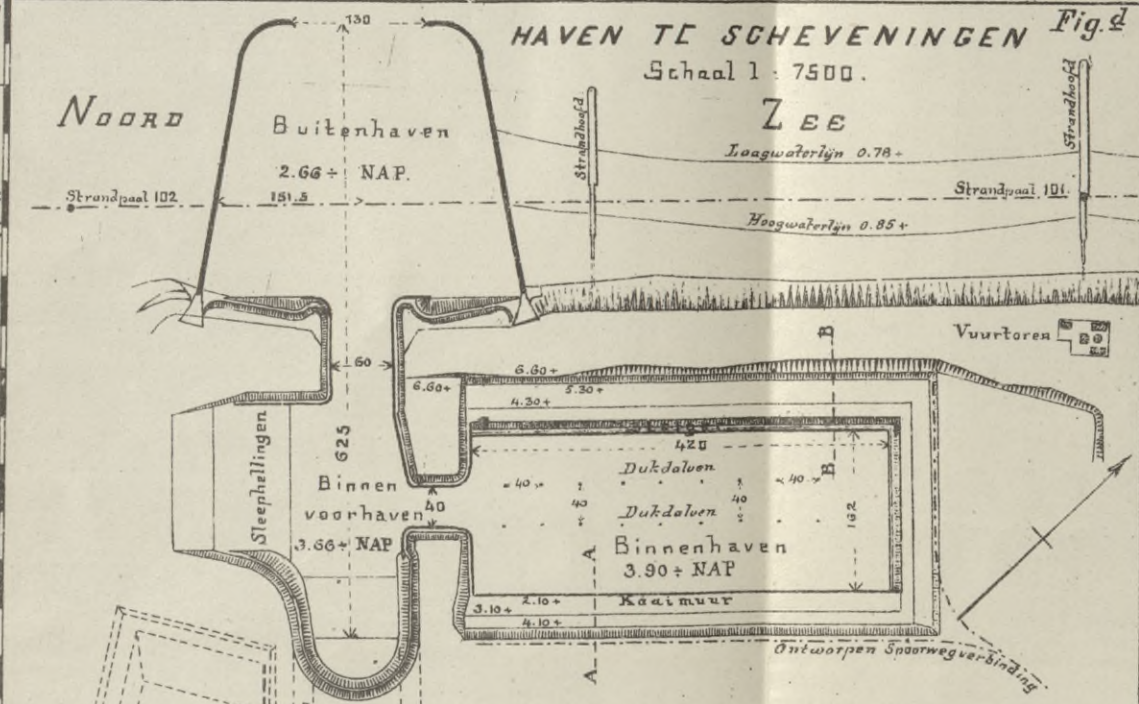 Fig. d
HAVEN TE SCHEVENINGEN
Schaal 1 : 7500.
130
NOORD
ZEE
Buitenhaven
2.66 ÷ NAP.
Strandhoofd
Strandhoofd
Laagwaterlijn 0.78 ÷
Strandpaal 102
151.5
Strandpaal 101.
Hoogwaterlijn 0.85 +
Vuurtoren
B
60
6.60+
6.60+
5.30+
4.30+
625
Sleephellingen
420
B
Dukdalven
40
40
Binnen
voorhaven
3.66 ÷ NAP
40
40
40
Dukdalven
162
Binnenhaven
3.90 ÷ NAP
A
2.10+
Kaaimuur
3.10+
4.10+
Ontworpen Spoorwegverbinding
A